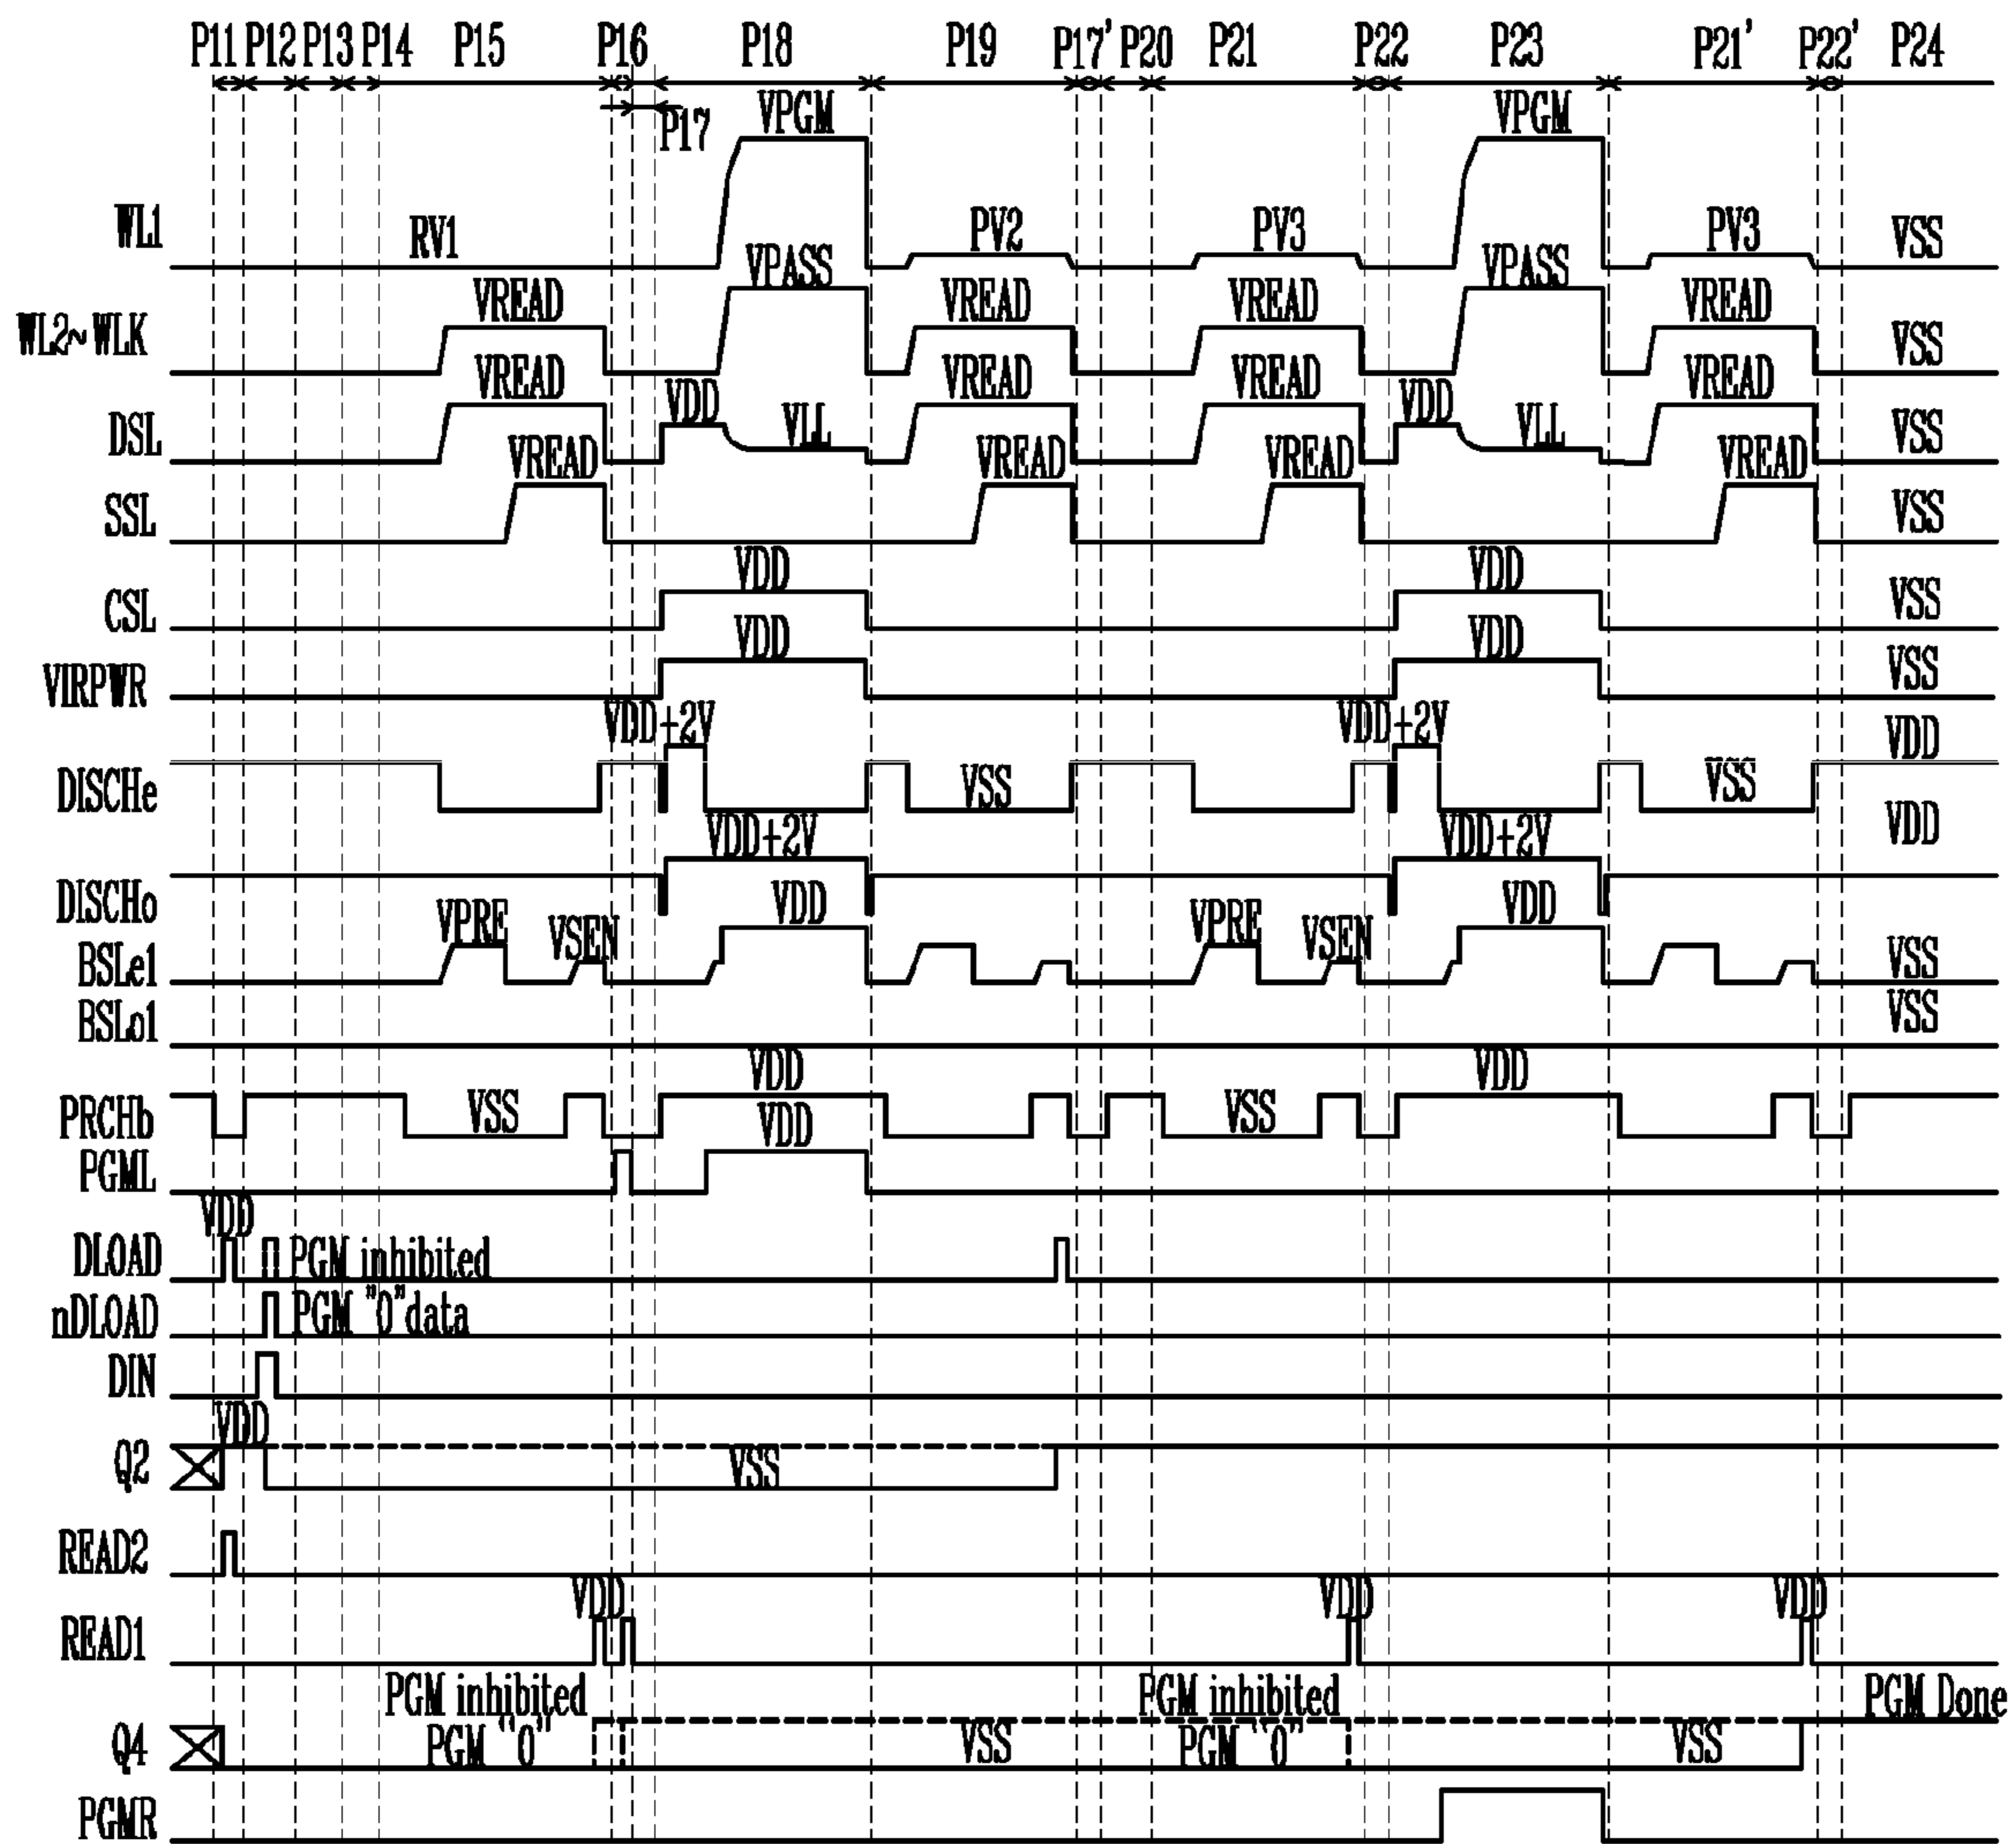 P11 P12 P13 P14 P15 P16 P18 P19 P17' P20 P21 P22 P23 P21' P22' P24
P17
VPGM VPGM
WL1 RV1 PV2 PV3 PV3 VSS
VPASS VPASS
WL2~WLK VREAD VREAD VREAD VREAD VSS
DSL VREAD VDD VLL VREAD VREAD VDD VLL VREAD VSS
SSL VREAD VREAD VREAD VREAD VSS
CSL VDD VDD VSS
VIRPWR VDD VDD VSS
VDD+2V VDD+2V VDD
DISCHe VSS VSS
VDD+2V VDD+2V VDD
DISCHo VDD VDD
BSLe1 VPRE VSEN VPRE VSEN VSS
BSLo1 VSS
VDD VDD
PRCHb VSS VSS
PGML VDD
VDD
DLOAD PGM inhibited
nDLOAD PGM "0"data
DIN
VDD
Q2 VSS
READ2
VDD VDD VDD
READ1
PGM inhibited PGM inhibited PGM Done
Q4 PGM "0" VSS PGM "0" VSS
PGMR